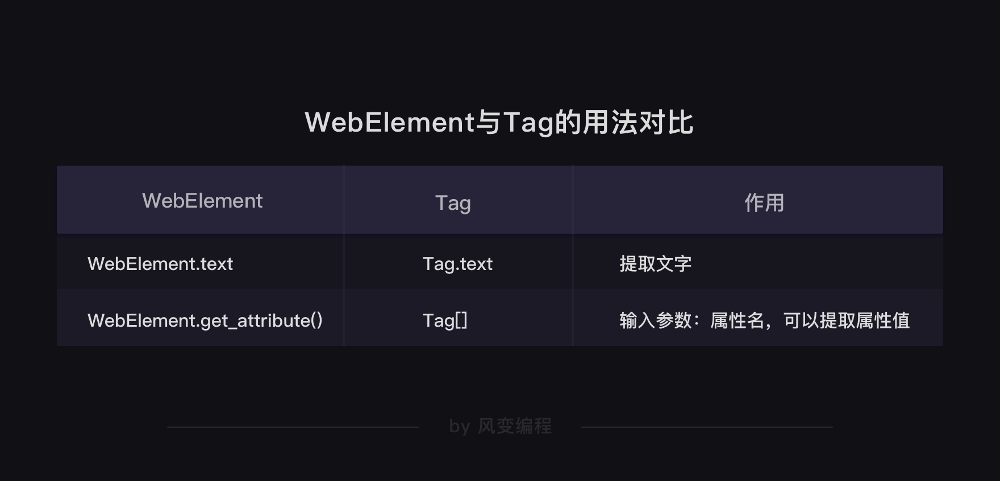 WebElement与Tag的用法对比
WebElement Tag 作用
WebElement.text Tag.text 提取文字
WebElement.get_attribute() Tag[] 输入参数：属性名，可以提取属性值
by 风变编程